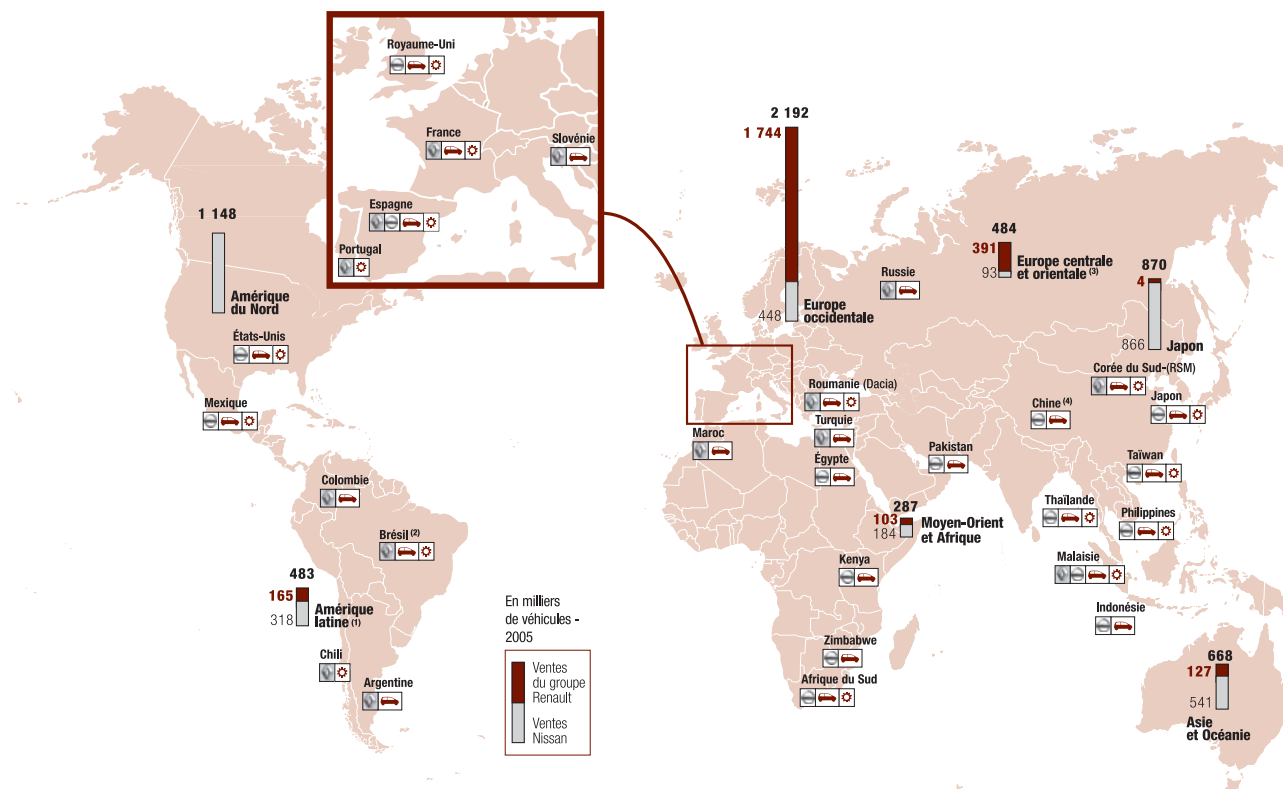 Royaume-Uni
France
Slovénie
Espagne
Portugal
1 148
Amérique
du Nord
États-Unis
Mexique
Colombie
Brésil (2)
483
165
318
Amérique
latine (1)
Chili
Argentine
En milliers
de véhicules -
2005
Ventes
du groupe
Renault
Ventes
Nissan
2 192
1 744
448
Europe
occidentale
Russie
484
391
93
Europe centrale
et orientale (3)
870
4
866
Japon
Corée du Sud-(RSM)
Japon
Chine (4)
Roumanie (Dacia)
Turquie
Maroc
Égypte
Pakistan
Taïwan
Thaïlande
Philippines
287
103
184
Moyen-Orient
et Afrique
Kenya
Malaisie
Indonésie
Zimbabwe
Afrique du Sud
668
127
541
Asie
et Océanie